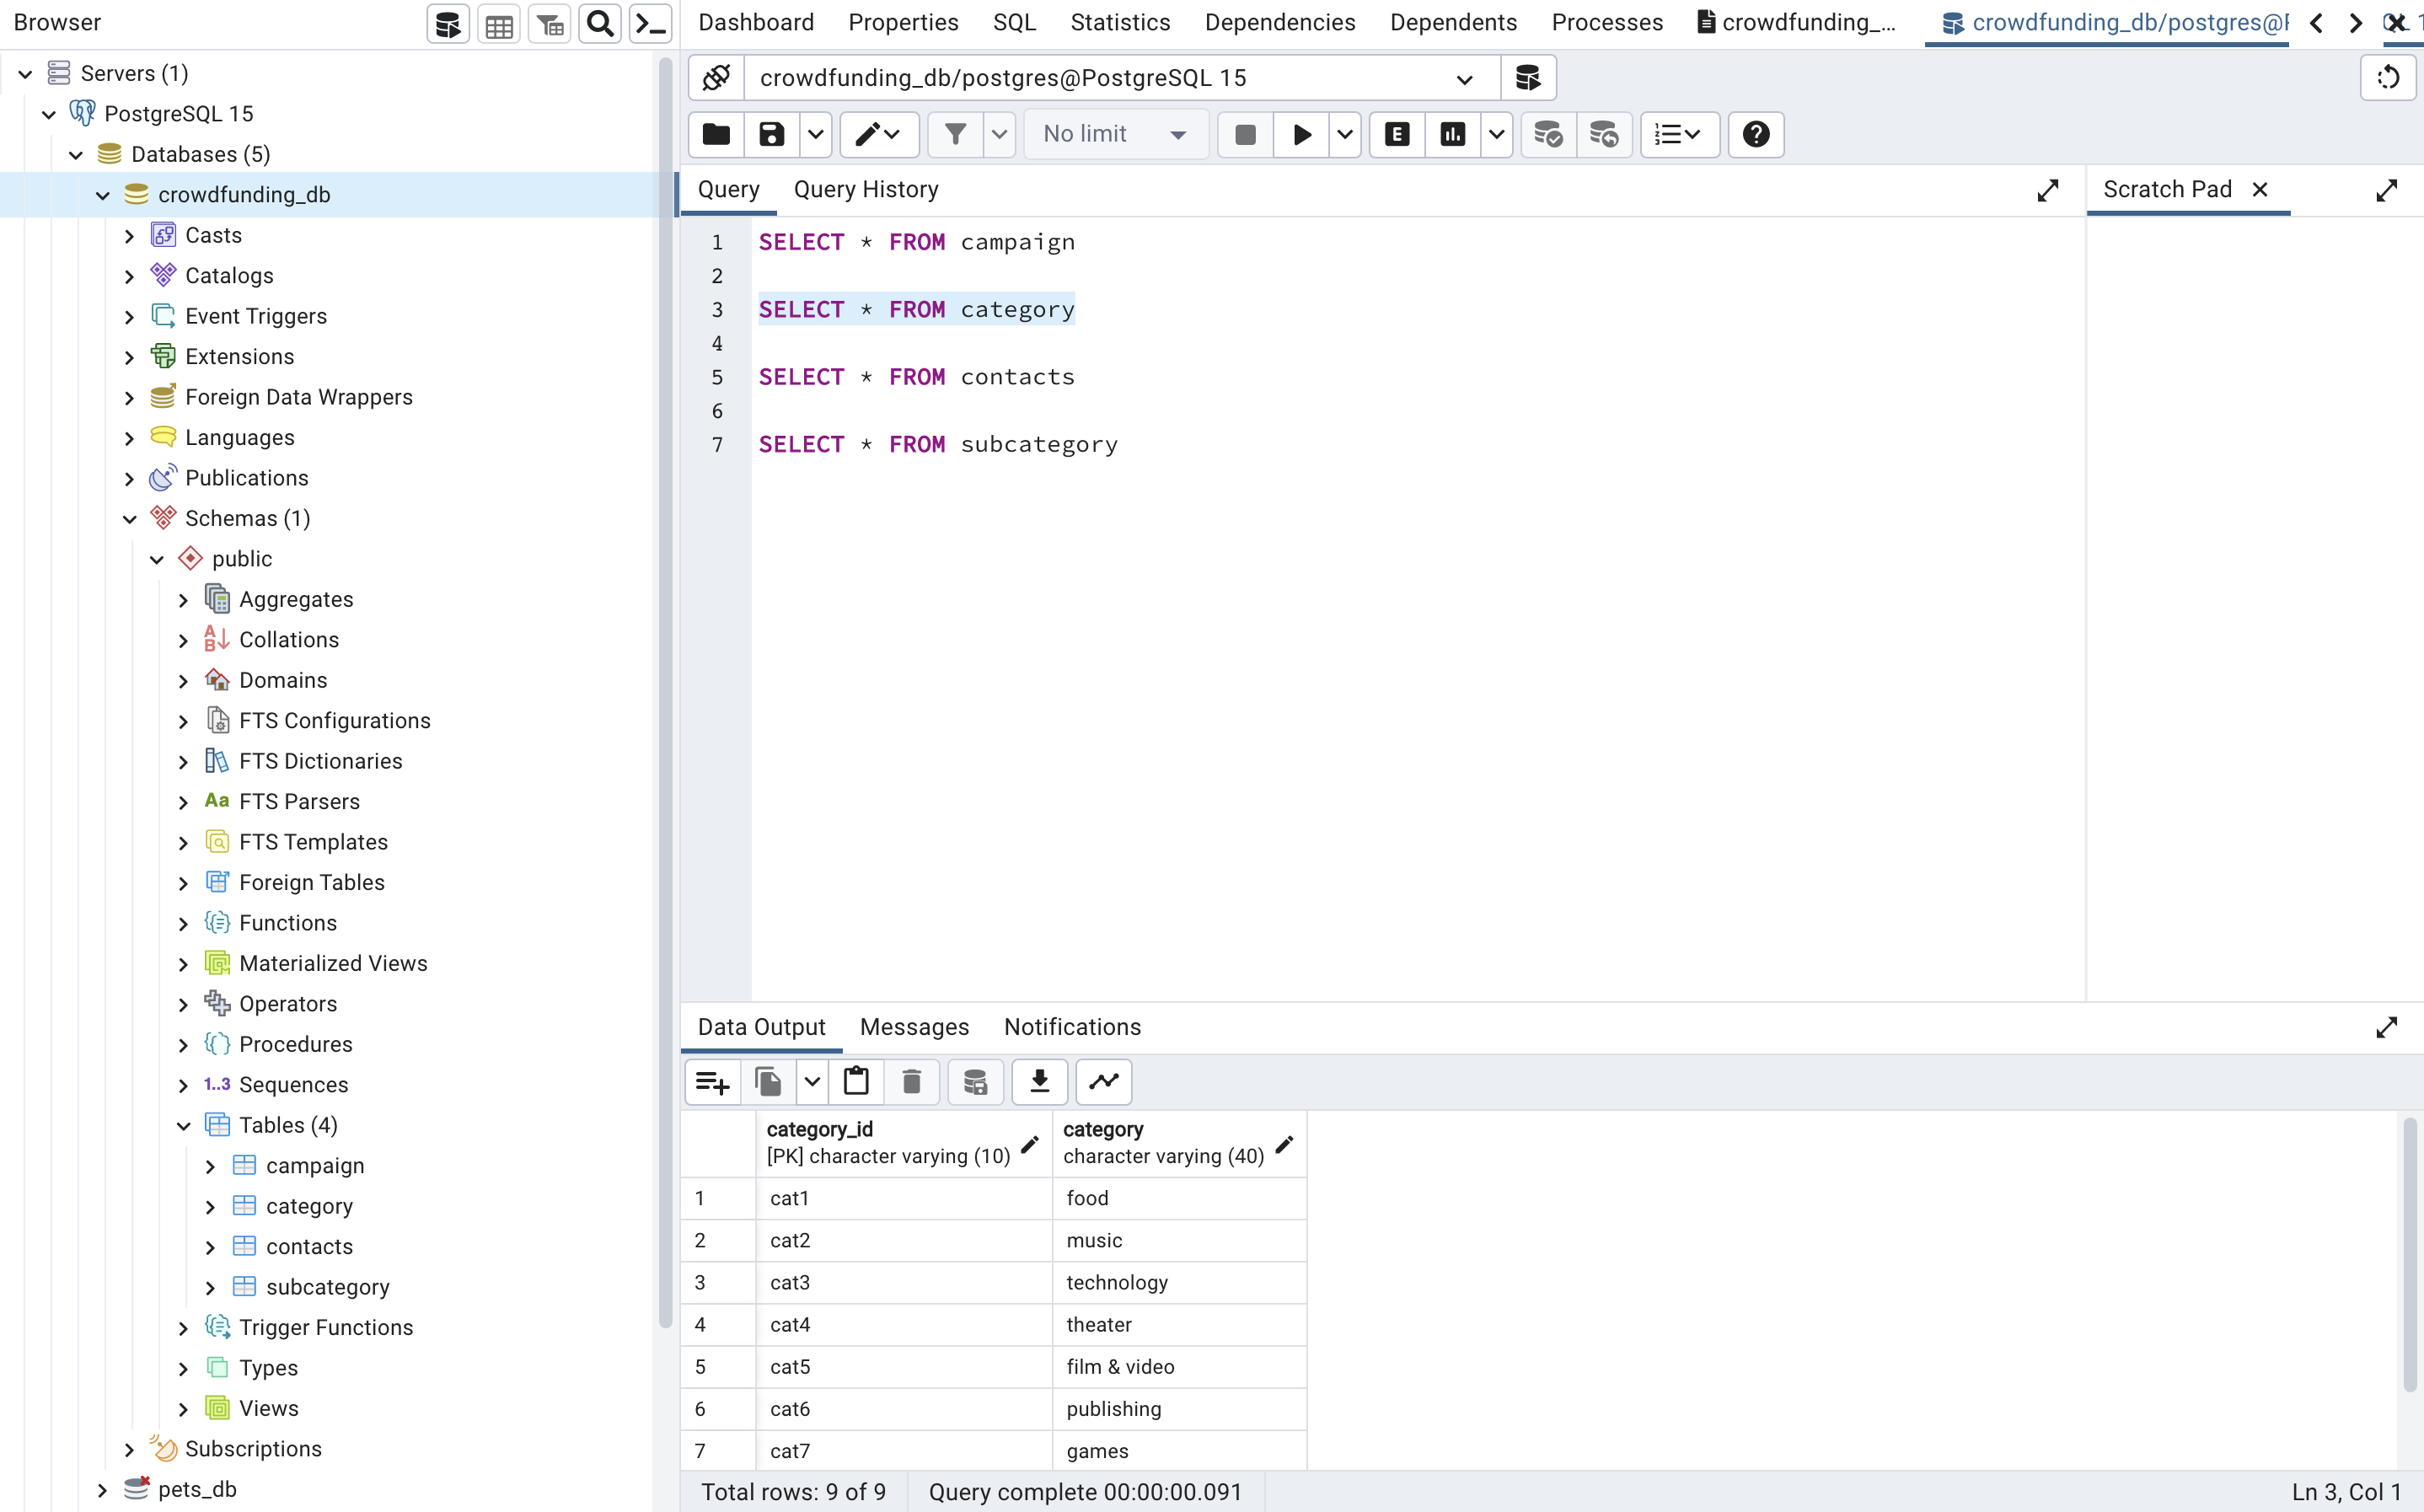 Browser
Servers (1)
PostgreSQL 15
Databases (5)
crowdfunding_db
Casts
Catalogs
Event Triggers
Extensions
Foreign Data Wrappers
Languages
Publications
Schemas (1)
public
Aggregates
Collations
Domains
FTS Configurations
FTS Dictionaries
Aa FTS Parsers
FTS Templates
Foreign Tables
Functions
Materialized Views
Operators
Procedures
1..3 Sequences
Tables (4)
campaign
category
contacts
subcategory
Trigger Functions
Types
Views
Subscriptions
pets_db
Dashboard Properties SQL Statistics Dependencies Dependents Processes crowdfunding_... crowdfunding_db/postgres@
crowdfunding_db/postgres@PostgreSQL 15
No limit E
Query Query History
Scratch Pad
1 SELECT * FROM campaign
2
3 SELECT * FROM category
4
5 SELECT * FROM contacts
6
7 SELECT * FROM subcategory
Data Output Messages Notifications
category_id category
[PK] character varying (10) character varying (40)
1 cat1 food
2 cat2 music
3 cat3 technology
4 cat4 theater
5 cat5 film & video
6 cat6 publishing
7 cat7 games
Total rows: 9 of 9 Query complete 00:00:00.091 Ln 3, Col 1